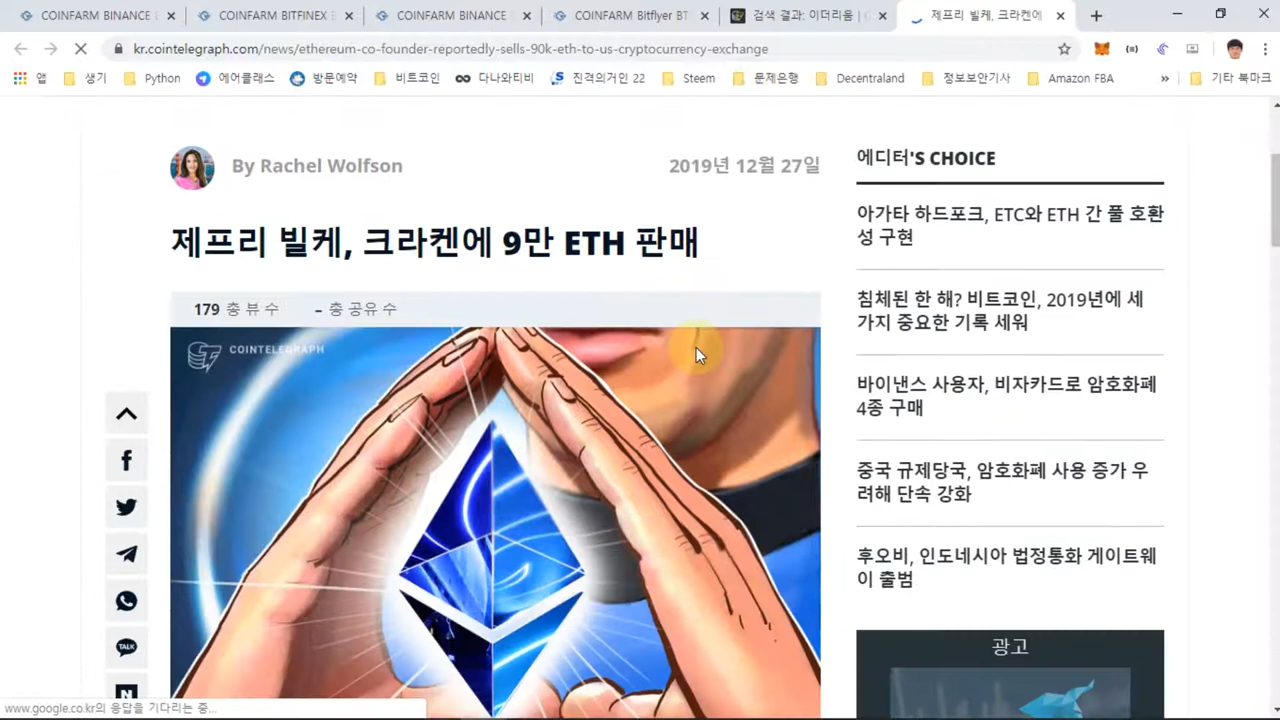 COINFARM BINANCE
COINFARM BITFINEX E
COINFARM BINANCE
COINFARM Bitflyer BT
검색 결과: 이더리움 |
제프리 빌케, 크라켄에
kr.cointelegraph.com/news/ethereum-co-founder-reportedly-sells-90k-eth-to-us-cryptocurrency-exchange
앱
생기
Python
에어클래스
방문예약
비트코인
다나와티비
진격의거인 22
Steem
문제은행
Decentraland
정보보안기사
Amazon FBA
»
기타 북마크
By Rachel Wolfson
2019년 12월 27일
제프리 빌케, 크라켄에 9만 ETH 판매
179 총 뷰 수
– 총 공유 수
COINTELEGRAPH
TALK
N
에디터'S CHOICE
아가타 하드포크, ETC와 ETH 간 풀 호환
성 구현
침체된 한 해? 비트코인, 2019년에 세
가지 중요한 기록 세워
바이낸스 사용자, 비자카드로 암호화폐
4종 구매
중국 규제당국, 암호화폐 사용 증가 우
려해 단속 강화
후오비, 인도네시아 법정통화 게이트웨
이 출범
광고
www.google.co.kr의 응답을 기다리는 중...